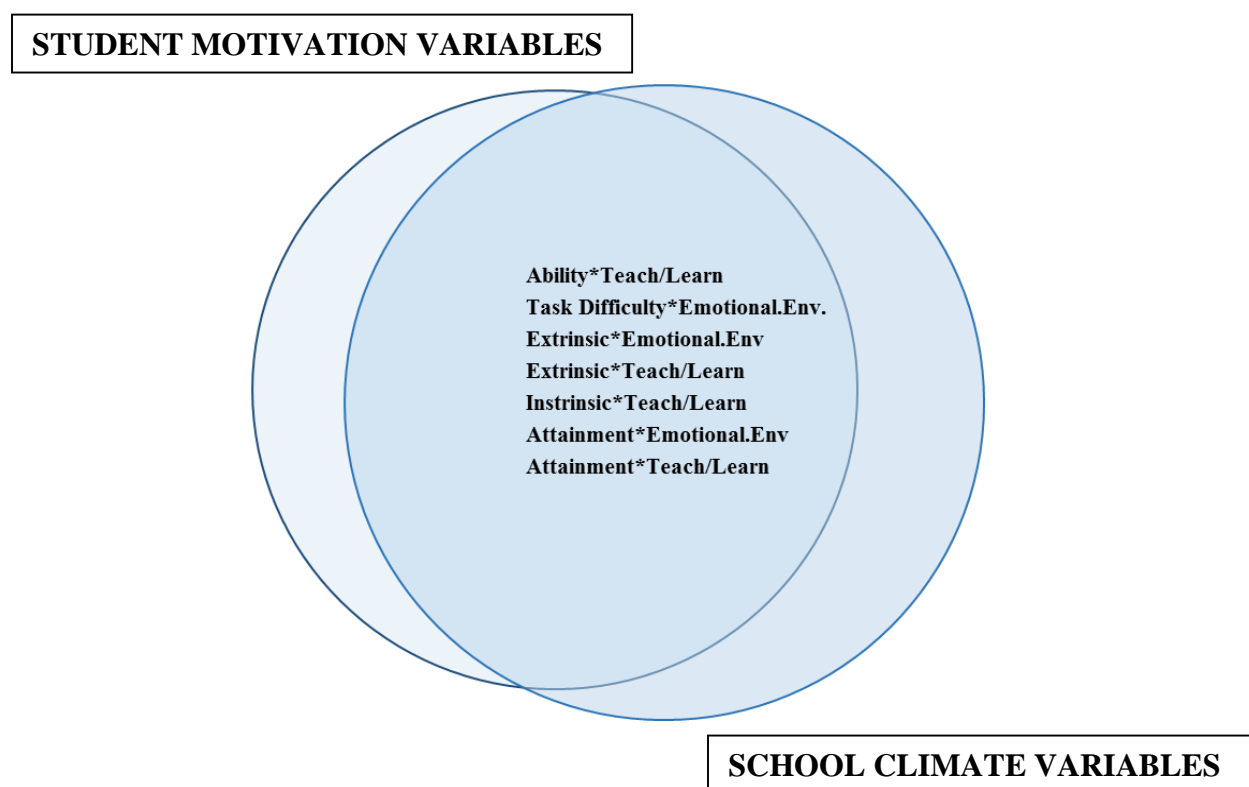 STUDENT MOTIVATION VARIABLES
Ability*Teach/Learn
Task Difficulty*Emotional.Env.
Extrinsic*Emotional.Env
Extrinsic*Teach/Learn
Instrinsic*Teach/Learn
Attainment*Emotional.Env
Attainment*Teach/Learn
SCHOOL CLIMATE VARIABLES